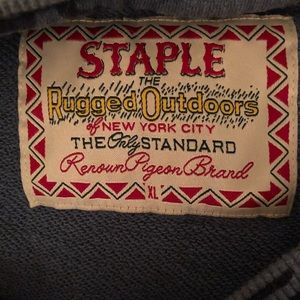 STAPLE
THE
Rugged Outdoors
of NEW YORK CITY
THE Only STANDARD
Renoun Pigeon Brand
XL